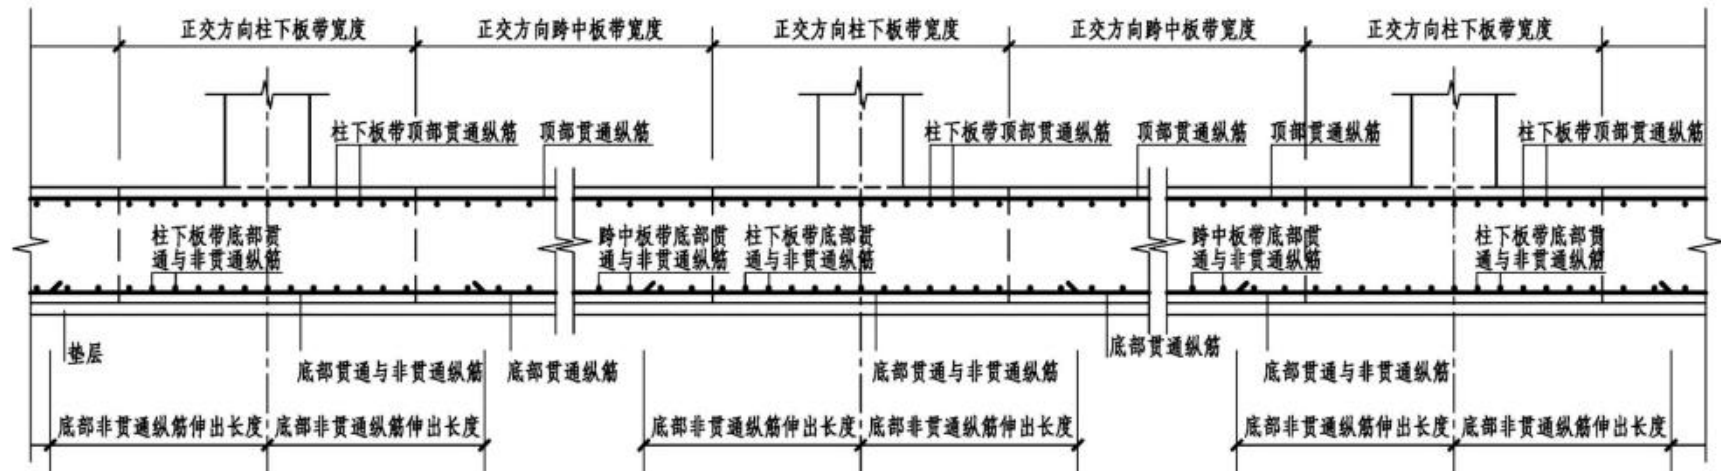 正交方向柱下板带宽度
正交方向跨中板带宽度
正交方向柱下板带宽度
正交方向跨中板带宽度
正交方向柱下板带宽度
柱下板带顶部贯通纵筋
顶部贯通纵筋
柱下板带顶部贯通纵筋
顶部贯通纵筋
顶部贯通纵筋
柱下板带顶部贯通纵筋
柱下板带底部贯
通与非贯通纵筋
跨中板带底部贯
通与非贯通纵筋
柱下板带底部贯
通与非贯通纵筋
跨中板带底部贯
通与非贯通纵筋
柱下板带底部贯
通与非贯通纵筋
垫层
底部贯通与非贯通纵筋
底部贯通纵筋
底部贯通与非贯通纵筋
底部贯通纵筋
底部贯通与非贯通纵筋
底部非贯通纵筋伸出长度
底部非贯通纵筋伸出长度
底部非贯通纵筋伸出长度
底部非贯通纵筋伸出长度
底部非贯通纵筋伸出长度
底部非贯通纵筋伸出长度